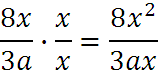 8x/3a · x/x = 8x²/3ax